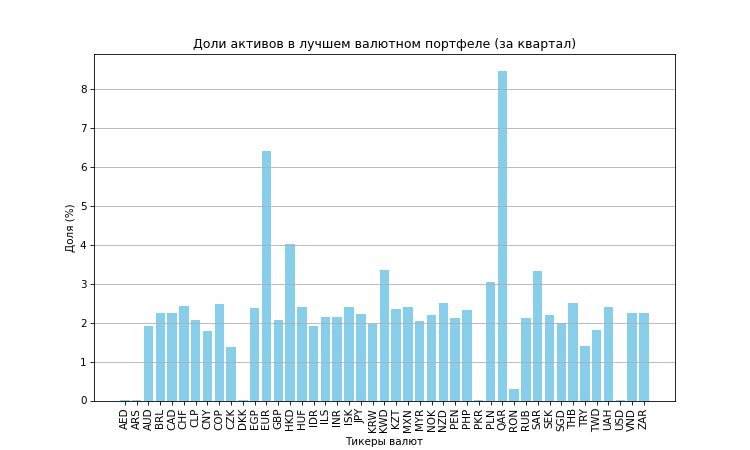 Доли активов в лучшем валютном портфеле (за квартал)
Доля (%)
8
7
6
5
4
3
2
1
0
AED
ARS
AUD
BRL
CAD
CHF
CLP
CNY
COP
CZK
DKK
EGP
EUR
GBP
HKD
HUF
IDR
ILS
INR
ISK
JPY
KRW
KWD
KZT
MXN
MYR
NOK
NZD
PEN
PHP
PKR
PLN
QAR
RON
RUB
SAR
SEK
SGD
THB
TRY
TWD
UAH
USD
VND
ZAR
Тикеры валют